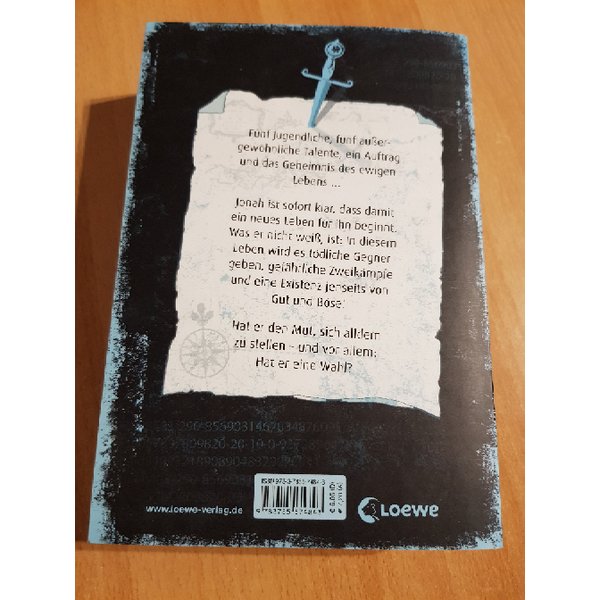 Fünf Jugendliche, fünf außer-
gewöhnliche Talente, ein Auftrag
und das Geheimnis des ewigen
Lebens ...
Jonah ist sofort klar, dass damit
ein neues Leben für ihn beginnt.
Was er nicht weiß, ist: In diesem
Leben wird es tödliche Gegner
geben, gefährliche Zweikämpfe
und eine Existenz jenseits von
Gut und Böse!
Hat er den Mut, sich alldem
zu stellen – und vor allem:
Hat er eine Wahl?
www.loewe-verlag.de
Loewe